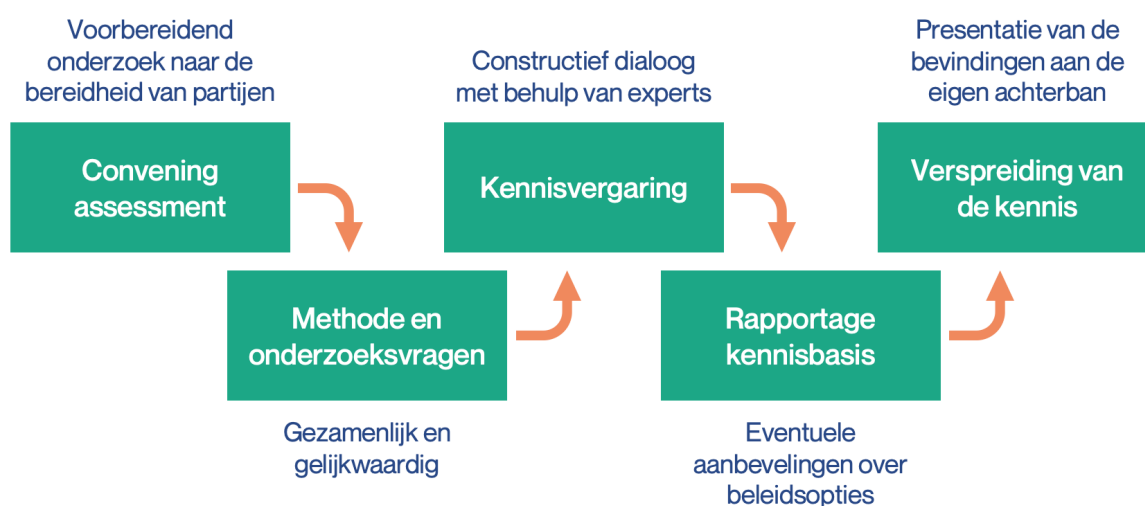 Voorbereidend
onderzoek naar de
bereidheid van partijen
Convening
assessment
Methode en
onderzoeksvragen
Gezamenlijk en
gelijkwaardig
Constructief dialoog
met behulp van experts
Kennisvergaring
Rapportage
kennisbasis
Eventuele
aanbevelingen over
beleidsopties
Presentatie van de
bevindingen aan de
eigen achterban
Verspreiding van
de kennis